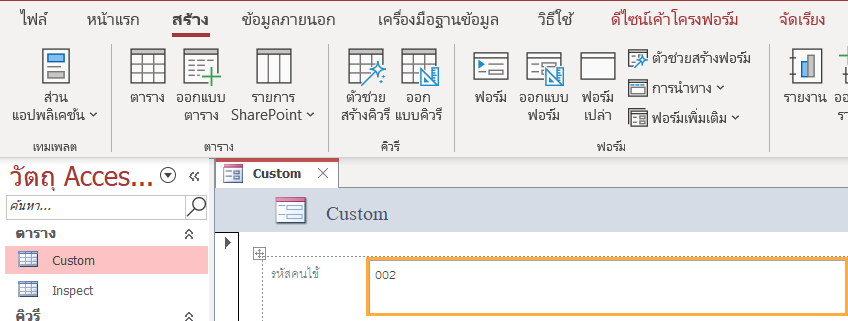 ไฟล์ หน้าแรก สร้าง ข้อมูลภายนอก เครื่องมือฐานข้อมูล วิธีใช้ ดีไซน์เค้าโครงฟอร์ม จัดเรียง
ส่วน
แอปพลิเคชัน
เทมเพลต
ตาราง
ออกแบบ
ตาราง
รายการ
SharePoint
ตาราง
ตัวช่วย
สร้างคิวรี
ออก
แบบคิวรี
คิวรี
ฟอร์ม
ออกแบบ
ฟอร์ม
ฟอร์ม
เปล่า
ตัวช่วยสร้างฟอร์ม
การนำทาง
ฟอร์มเพิ่มเติม
ฟอร์ม
รายงาน
วัตถุ Acces...
ค้นหา...
ตาราง
Custom
Inspect
คิวรี
Custom
Custom
รหัสคนไข้
002